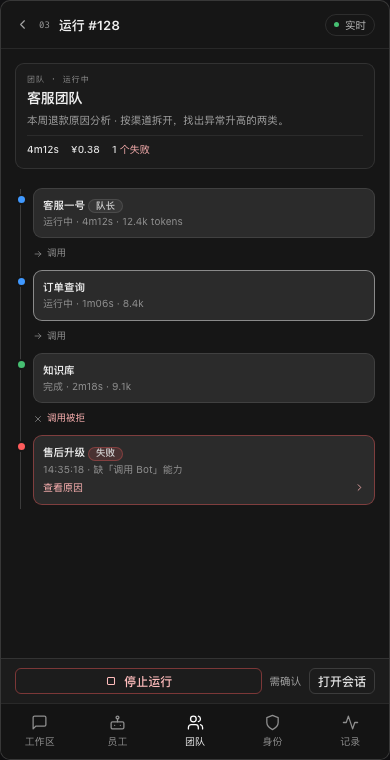 03 运行 #128 实时
团队 · 运行中
客服团队
本周退款原因分析 · 按渠道拆开，找出异常升高的两类。
4m12s ¥0.38 1 个失败
客服一号 队长
运行中 · 4m12s · 12.4k tokens
调用
订单查询
运行中 · 1m06s · 8.4k
调用
知识库
完成 · 2m18s · 9.1k
调用被拒
售后升级 失败
14:35:18 · 缺「调用 Bot」能力
查看原因
停止运行 需确认 打开会话
工作区 员工 团队 身份 记录